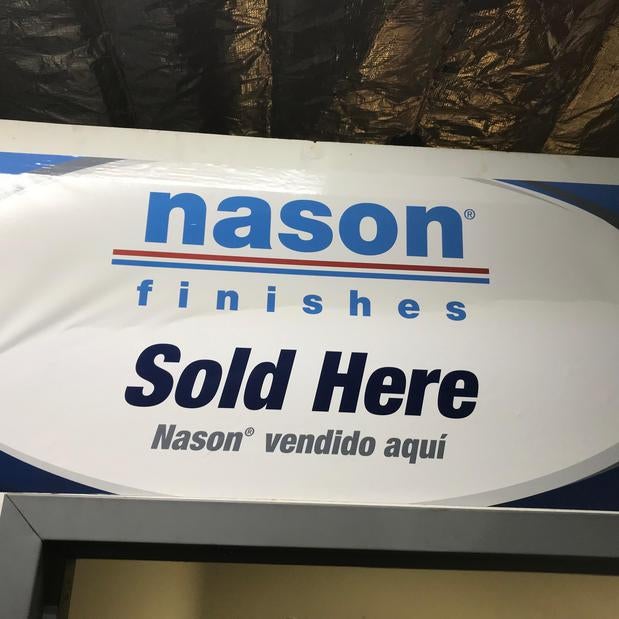 nason®
finishes
Sold Here
Nason® vendido aquí